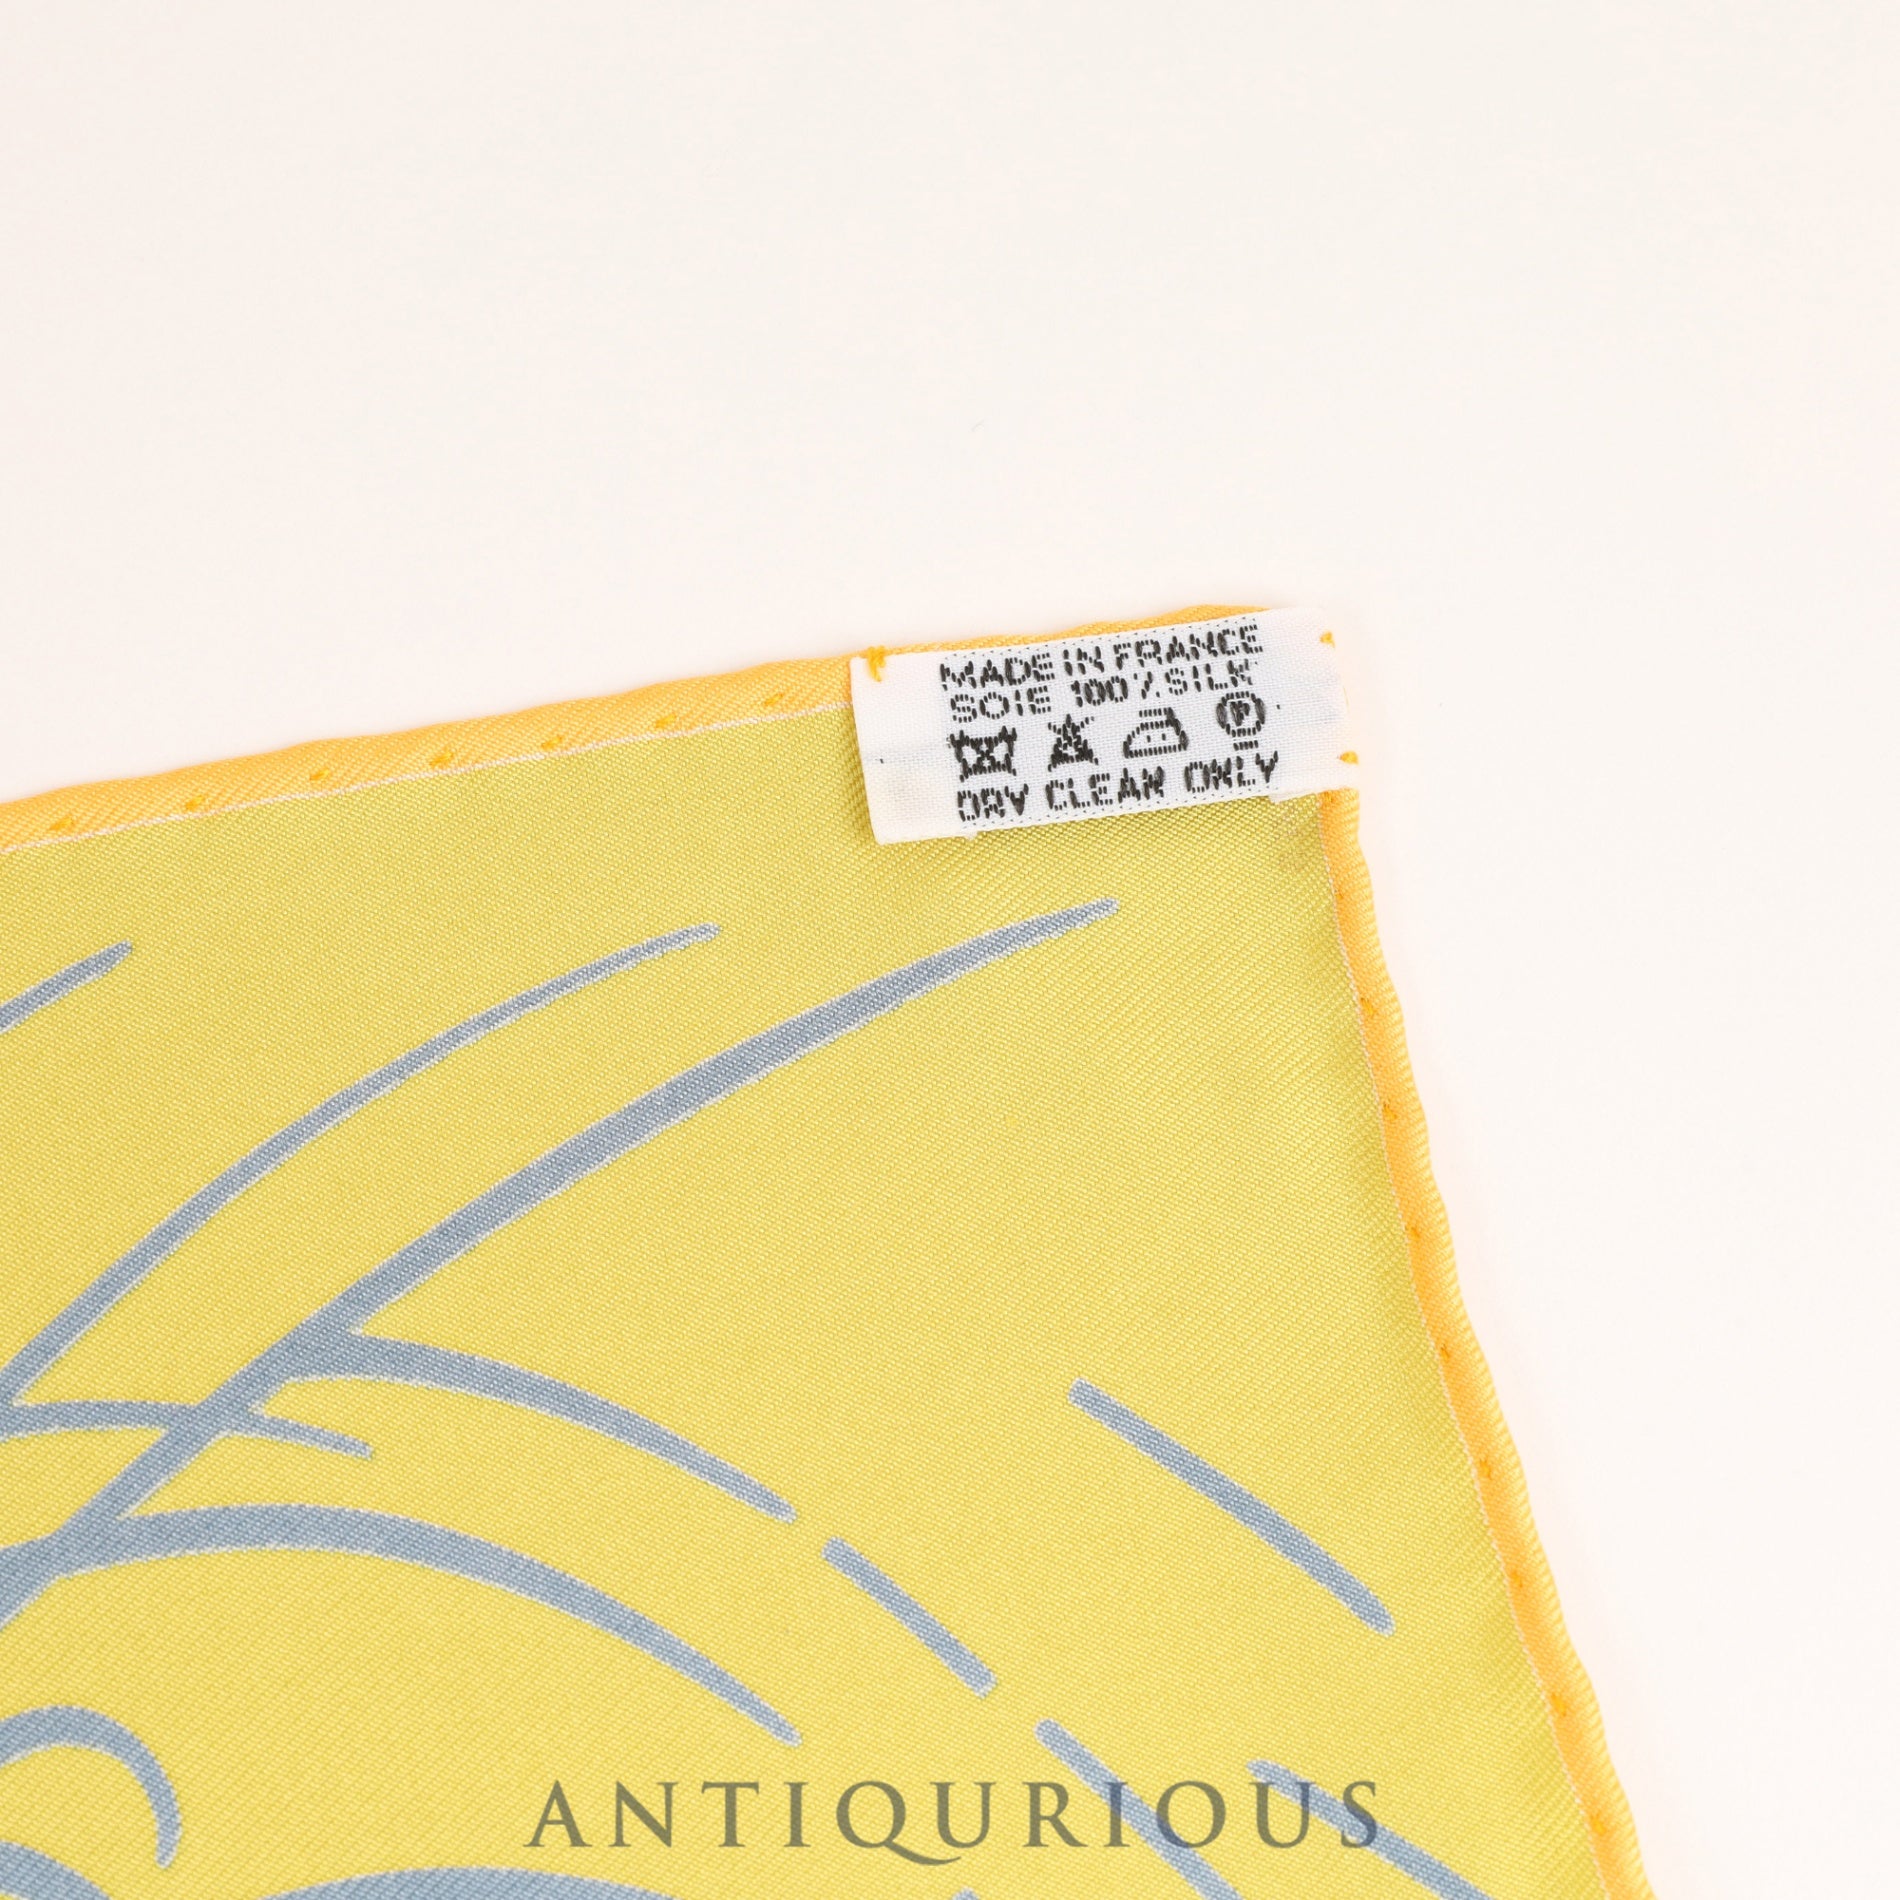 MADE IN FRANCE
SOIE 100% SILK
P
DRY CLEAN ONLY
ANTIQURIOUS